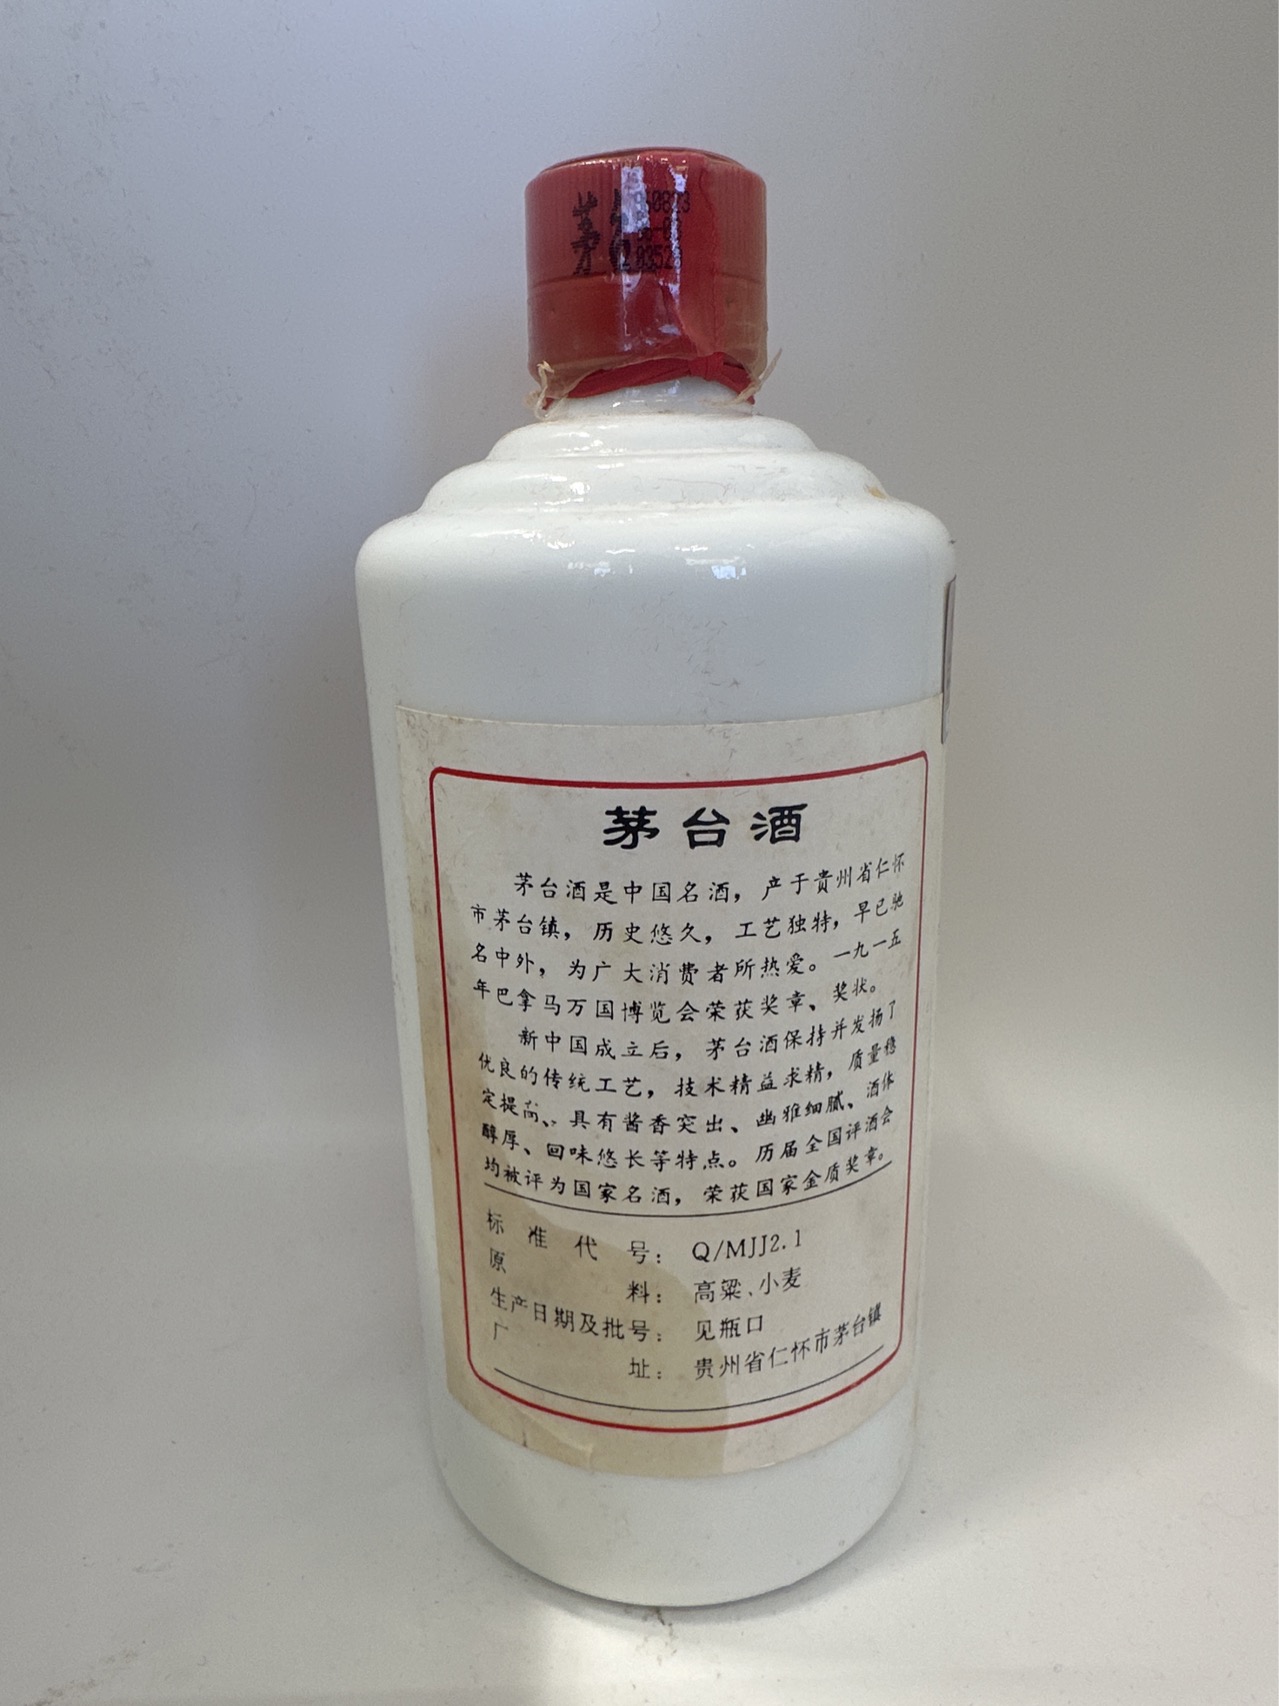 茅台
茅台酒
茅台酒是中国名酒，产于贵州省仁怀
市茅台镇，历史悠久，工艺独特，早已驰
名中外，为广大消费者所热爱。一九一五
年巴拿马万国博览会荣获奖章、奖状。
新中国成立后，茅台酒保持并发扬了
优良的传统工艺，技术精益求精，质量稳
定提高、具有酱香突出、幽雅细腻、酒体
醇厚、回味悠长等特点。历届全国评酒会
均被评为国家名酒，荣获国家金质奖章。
标准代号：Q/MJJ2.1
原料：高粱、小麦
生产日期及批号：见瓶口
厂址：贵州省仁怀市茅台镇